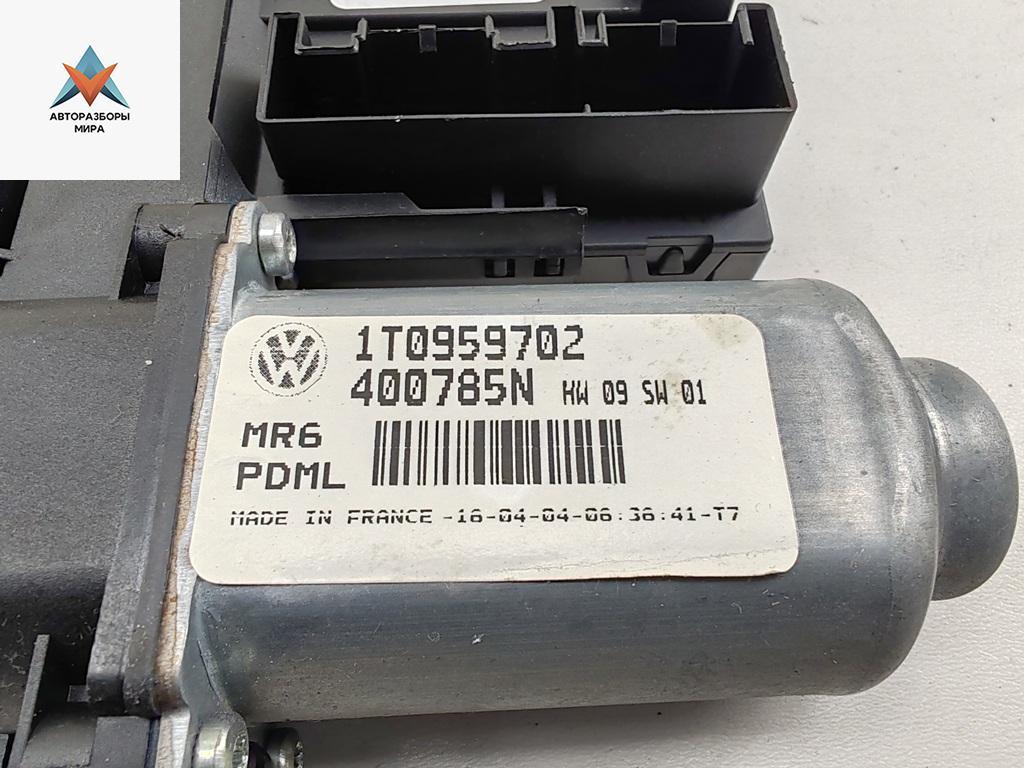 АВТОРАЗБОРЫ
МИРА
1T0959702
400785N HW 09 SW 01
MR6
PDML
MADE IN FRANCE -16-04-04-06:36:41-T7